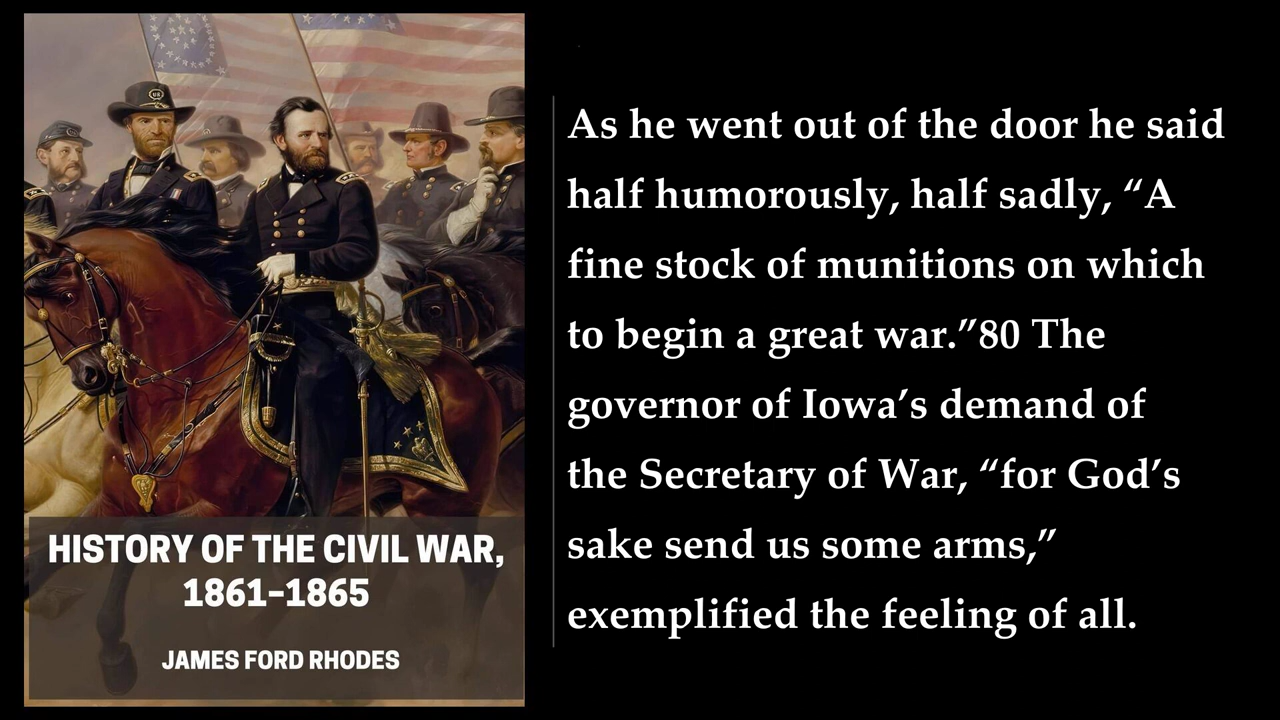 HISTORY OF THE CIVIL WAR,
1861–1865
JAMES FORD RHODES
As he went out of the door he said
half humorously, half sadly, “A
fine stock of munitions on which
to begin a great war.”80 The
governor of Iowa’s demand of
the Secretary of War, “for God’s
sake send us some arms,”
exemplified the feeling of all.